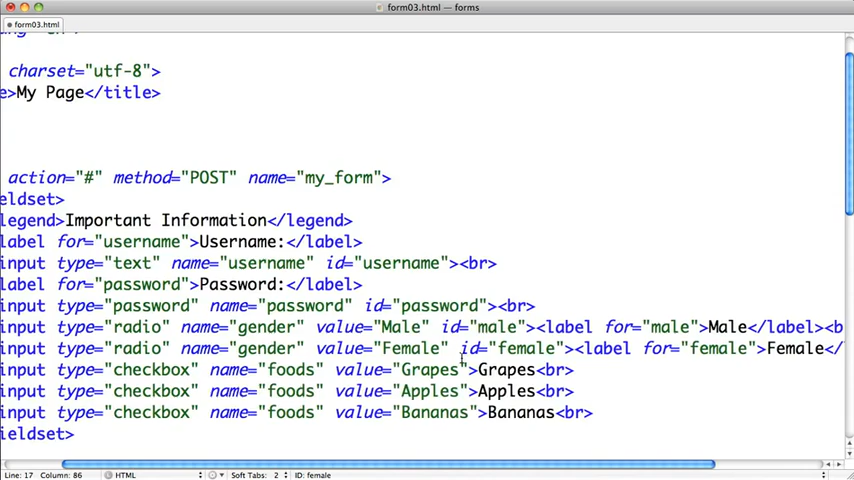 form03.html — forms
form03.html
charset="utf-8">
e>My Page</title>
action="#" method="POST" name="my_form">
eldset>
legend>Important Information</legend>
label for="username">Username:</label>
input type="text" name="username" id="username"><br>
label for="password">Password:</label>
input type="password" name="password" id="password"><br>
input type="radio" name="gender" value="Male" id="male"><label for="male">Male</label><b
input type="radio" name="gender" value="Female" id="female"><label for="female">Female</
input type="checkbox" name="foods" value="Grapes">Grapes<br>
input type="checkbox" name="foods" value="Apples">Apples<br>
input type="checkbox" name="foods" value="Bananas">Bananas<br>
ieldset>
Line: 17 Column: 86 HTML Soft Tabs: 2 ID: female